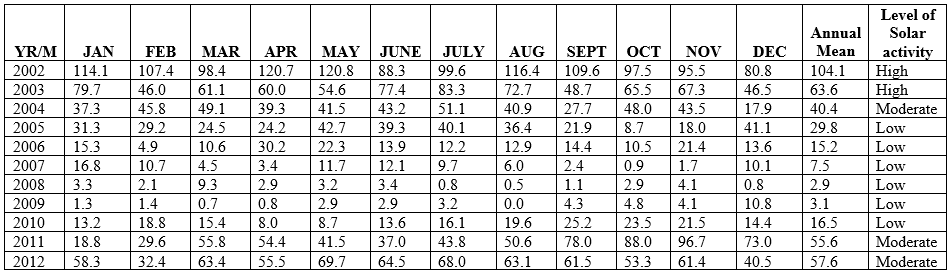 YR/M JAN FEB MAR APR MAY JUNE JULY AUG SEPT OCT NOV DEC Annual Mean Level of Solar activity
2002 114.1 107.4 98.4 120.7 120.8 88.3 99.6 116.4 109.6 97.5 95.5 80.8 104.1 High
2003 79.7 46.0 61.1 60.0 54.6 77.4 83.3 72.7 48.7 65.5 67.3 46.5 63.6 High
2004 37.3 45.8 49.1 39.3 41.5 43.2 51.1 40.9 27.7 48.0 43.5 17.9 40.4 Moderate
2005 31.3 29.2 24.5 24.2 42.7 39.3 40.1 36.4 21.9 8.7 18.0 41.1 29.8 Low
2006 15.3 4.9 10.6 30.2 22.3 13.9 12.2 12.9 14.4 10.5 21.4 13.6 15.2 Low
2007 16.8 10.7 4.5 3.4 11.7 12.1 9.7 6.0 2.4 0.9 1.7 10.1 7.5 Low
2008 3.3 2.1 9.3 2.9 3.2 3.4 0.8 0.5 1.1 2.9 4.1 0.8 2.9 Low
2009 1.3 1.4 0.7 0.8 2.9 2.9 3.2 0.0 4.3 4.8 4.1 10.8 3.1 Low
2010 13.2 18.8 15.4 8.0 8.7 13.6 16.1 19.6 25.2 23.5 21.5 14.4 16.5 Low
2011 18.8 29.6 55.8 54.4 41.5 37.0 43.8 50.6 78.0 88.0 96.7 73.0 55.6 Moderate
2012 58.3 32.4 63.4 55.5 69.7 64.5 68.0 63.1 61.5 53.3 61.4 40.5 57.6 Moderate